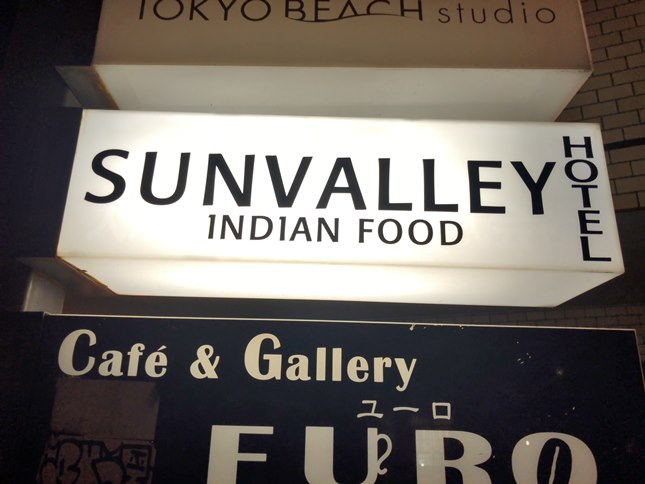 TOKYO BEACH studio
SUNVALLEY
HOTEL
INDIAN FOOD
Café & Gallery
ユーロ
EURO